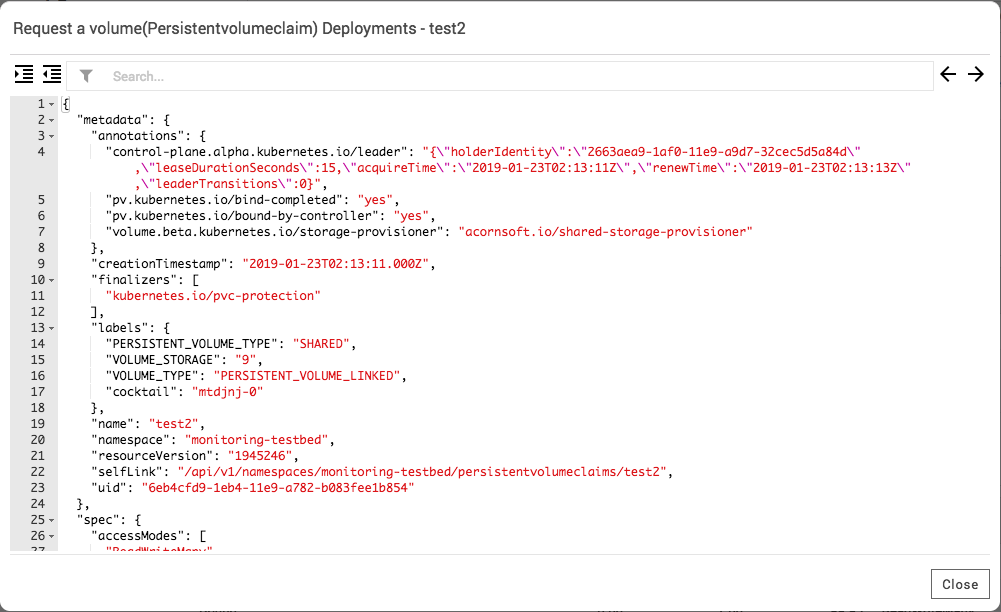 Request a volume(Persistentvolumeclaim) Deployments - test2
Search...
1 {
2 "metadata": {
3 "annotations": {
4 "control-plane.alpha.kubernetes.io/leader": "{\"holderIdentity\":\"2663aea9-1af0-11e9-a9d7-32cec5d5a84d\"
,\"leaseDurationSeconds\":15,\"acquireTime\":\"2019-01-23T02:13:11Z\",\"renewTime\":\"2019-01-23T02:13:13Z\"
,\"leaderTransitions\":0}",
5 "pv.kubernetes.io/bind-completed": "yes",
6 "pv.kubernetes.io/bound-by-controller": "yes",
7 "volume.beta.kubernetes.io/storage-provisioner": "acornsoft.io/shared-storage-provisioner"
8 },
9 "creationTimestamp": "2019-01-23T02:13:11.000Z",
10 "finalizers": [
11 "kubernetes.io/pvc-protection"
12 ],
13 "labels": {
14 "PERSISTENT_VOLUME_TYPE": "SHARED",
15 "VOLUME_STORAGE": "9",
16 "VOLUME_TYPE": "PERSISTENT_VOLUME_LINKED",
17 "cocktail": "mtdjnj-0"
18 },
19 "name": "test2",
20 "namespace": "monitoring-testbed",
21 "resourceVersion": "1945246",
22 "selfLink": "/api/v1/namespaces/monitoring-testbed/persistentvolumeclaims/test2",
23 "uid": "6eb4cfd9-1eb4-11e9-a782-b083fee1b854"
24 },
25 "spec": {
26 "accessModes": [
27 "ReadWriteMany"
Close